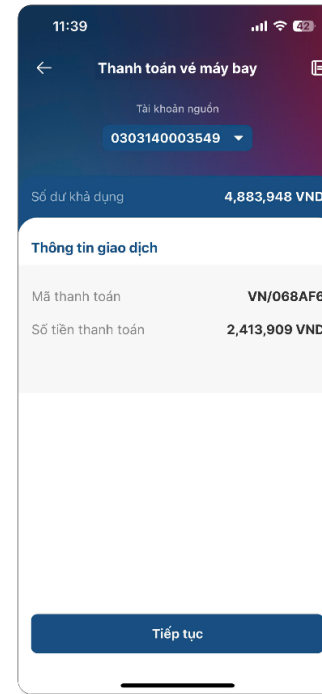 11:39
42
Thanh toán vé máy bay
Tài khoản nguồn
0303140003549
Số dư khả dụng 4,883,948 VND
Thông tin giao dịch
Mã thanh toán VN/068AF6
Số tiền thanh toán 2,413,909 VND
Tiếp tục